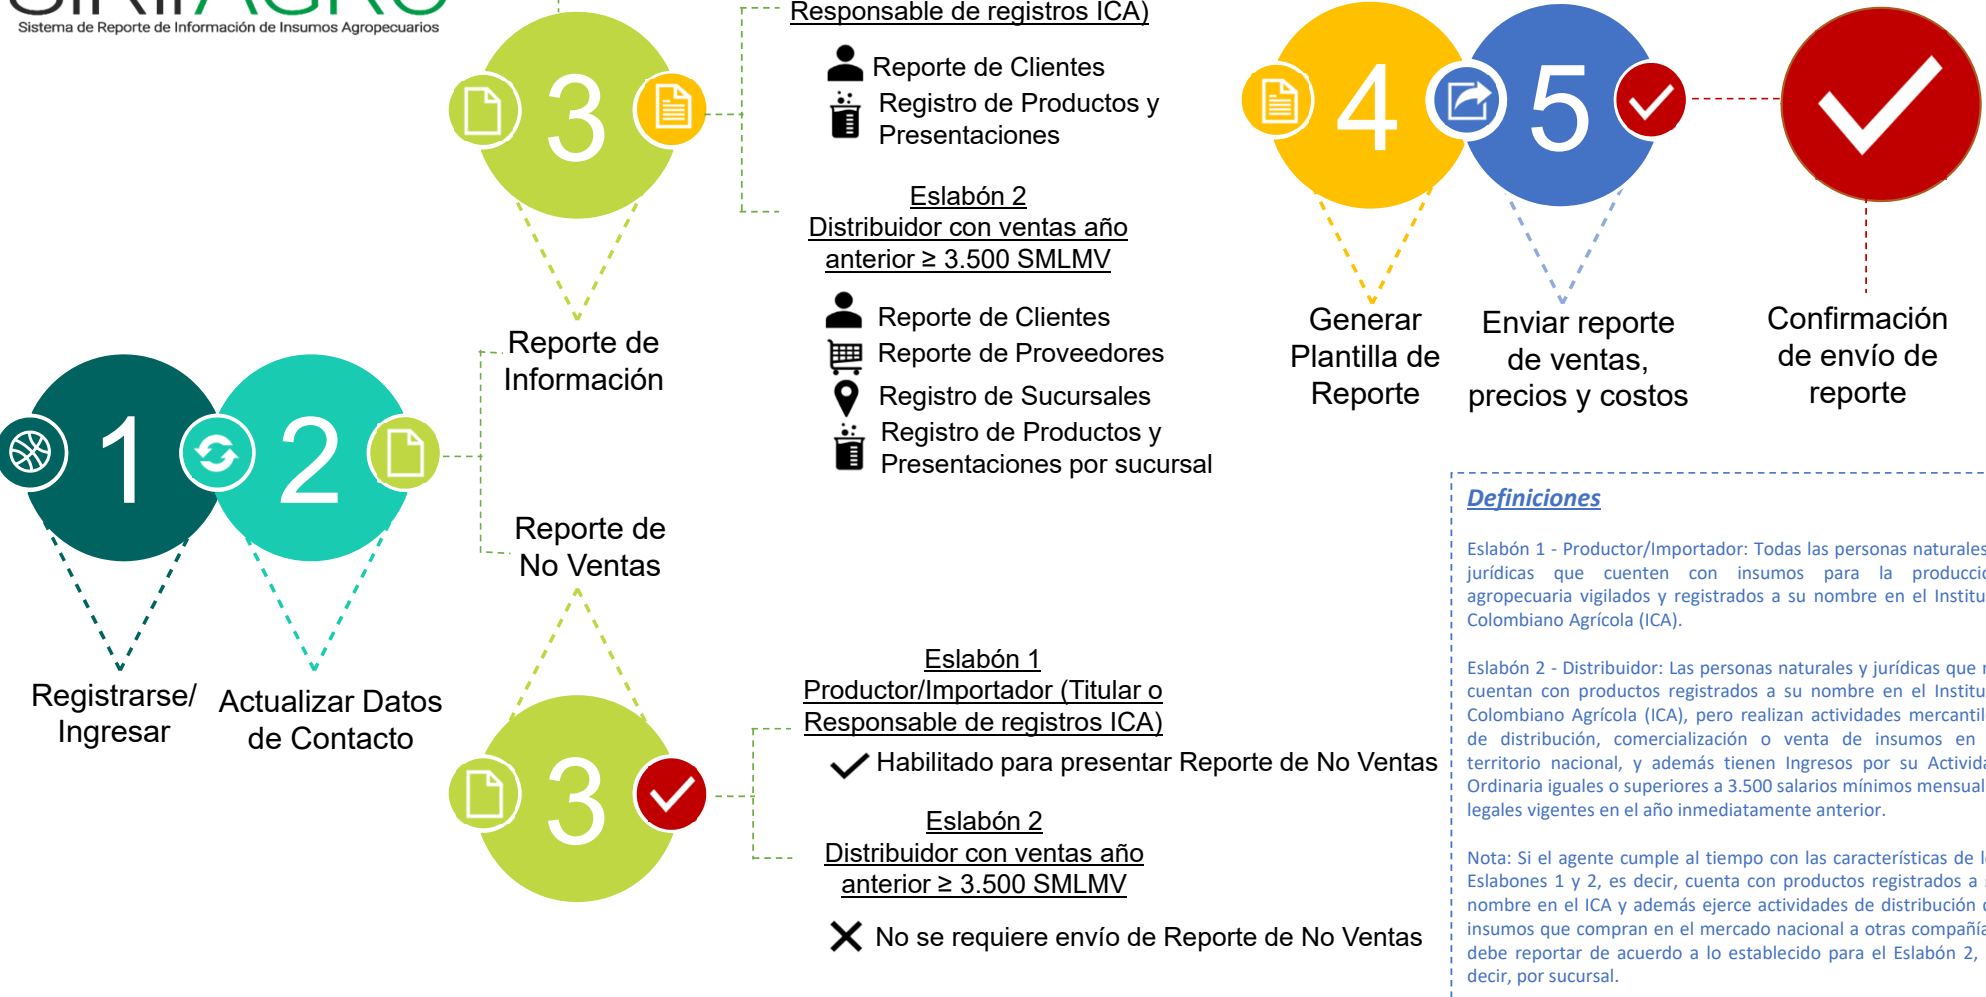 Sistema de Reporte de Información de Insumos Agropecuarios
1
Registrarse/
Ingresar
2
Actualizar Datos
de Contacto
3
Reporte de
Información
Responsable de registros ICA)
Reporte de Clientes
Registro de Productos y
Presentaciones
Eslabón 2
Distribuidor con ventas año
anterior ≥ 3.500 SMLMV
Reporte de Clientes
Reporte de Proveedores
Registro de Sucursales
Registro de Productos y
Presentaciones por sucursal
Reporte de
No Ventas
3
Eslabón 1
Productor/Importador (Titular o
Responsable de registros ICA)
Habilitado para presentar Reporte de No Ventas
Eslabón 2
Distribuidor con ventas año
anterior ≥ 3.500 SMLMV
No se requiere envío de Reporte de No Ventas
4
Generar
Plantilla de
Reporte
5
Enviar reporte
de ventas,
precios y costos
Confirmación
de envío de
reporte
Definiciones
Eslabón 1 - Productor/Importador: Todas las personas naturales
jurídicas que cuenten con insumos para la
agropecuaria vigilados y registrados a su nombre en el
Colombiano Agrícola (ICA).
Eslabón 2 - Distribuidor: Las personas naturales y jurídicas que
cuentan con productos registrados a su nombre en el
Colombiano Agrícola (ICA), pero realizan actividades
de distribución, comercialización o venta de insumos en
territorio nacional, y además tienen Ingresos por su
Ordinaria iguales o superiores a 3.500 salarios mínimos
legales vigentes en el año inmediatamente anterior.
Nota: Si el agente cumple al tiempo con las características de
Eslabones 1 y 2, es decir, cuenta con productos registrados a
nombre en el ICA y además ejerce actividades de distribución
insumos que compran en el mercado nacional a otras
debe reportar de acuerdo a lo establecido para el Eslabón 2,
decir, por sucursal.